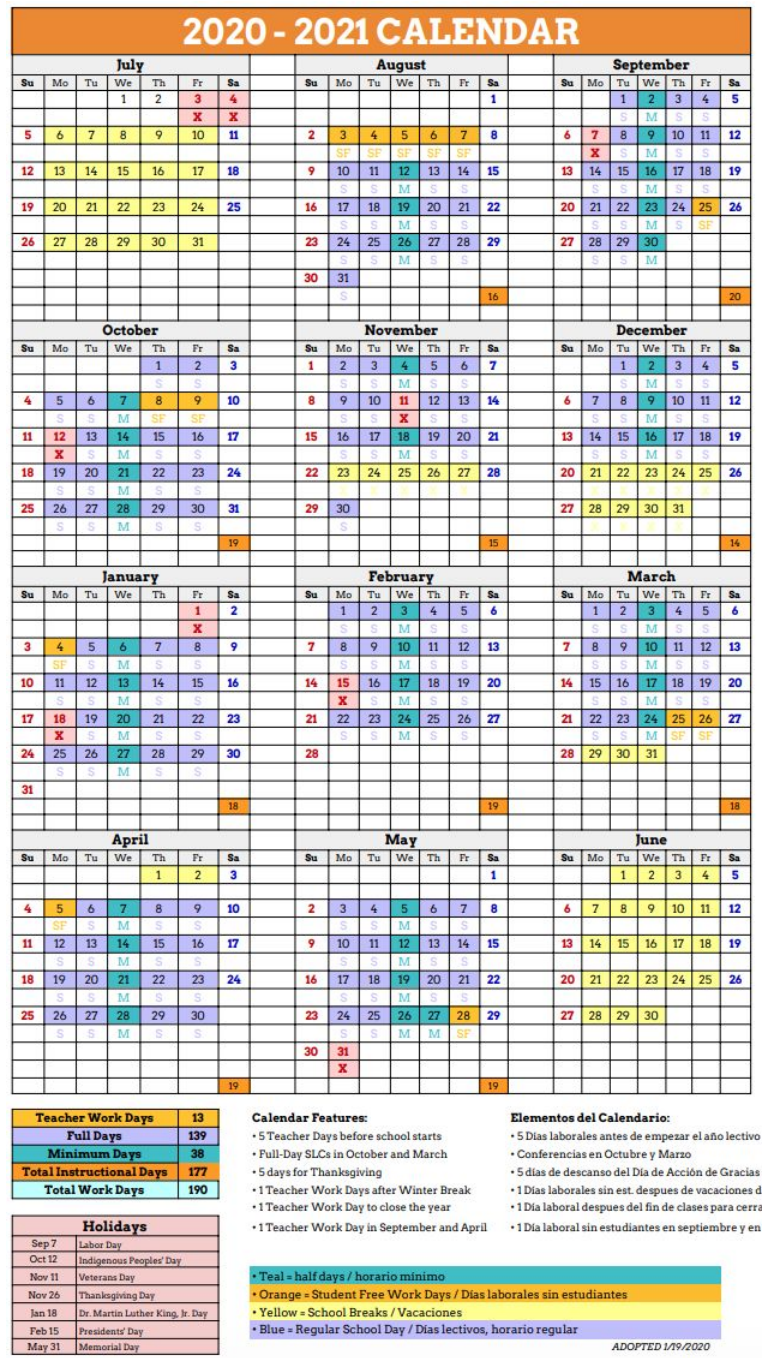 2020 - 2021 CALENDAR
July
Su Mo Tu We Th Fr Sa
1 2 3 4
X X
5 6 7 8 9 10 11
12 13 14 15 16 17 18
19 20 21 22 23 24 25
26 27 28 29 30 31
August
Su Mo Tu We Th Fr Sa
1
2 3 4 5 6 7 8
SF SF SF SF SF
9 10 11 12 13 14 15
S S M S S
16 17 18 19 20 21 22
S S M S S
23 24 25 26 27 28 29
S S M S S
30 31
S
16
September
Su Mo Tu We Th Fr Sa
1 2 3 4 5
S M S S
6 7 8 9 10 11 12
X S M S S
13 14 15 16 17 18 19
S S M S S
20 21 22 23 24 25 26
S S M S SF
27 28 29 30
S S M
20
October
Su Mo Tu We Th Fr Sa
1 2 3
S S
4 5 6 7 8 9 10
S S M SF SF
11 12 13 14 15 16 17
X S M S S
18 19 20 21 22 23 24
S S M S S
25 26 27 28 29 30 31
S S M S S
19
November
Su Mo Tu We Th Fr Sa
1 2 3 4 5 6 7
S S M S S
8 9 10 11 12 13 14
S S X S S
15 16 17 18 19 20 21
S S M S S
22 23 24 25 26 27 28
29 30
S
15
December
Su Mo Tu We Th Fr Sa
1 2 3 4 5
S M S S
6 7 8 9 10 11 12
S S M S S
13 14 15 16 17 18 19
S S M S S
20 21 22 23 24 25 26
27 28 29 30 31
14
January
Su Mo Tu We Th Fr Sa
1 2
X
3 4 5 6 7 8 9
SF S M S S
10 11 12 13 14 15 16
S S M S S
17 18 19 20 21 22 23
X S M S S
24 25 26 27 28 29 30
S S M S S
31
18
February
Su Mo Tu We Th Fr Sa
1 2 3 4 5 6
S S M S S
7 8 9 10 11 12 13
S S M S S
14 15 16 17 18 19 20
X S M S S
21 22 23 24 25 26 27
S S M S S
28
19
March
Su Mo Tu We Th Fr Sa
1 2 3 4 5 6
S S M S S
7 8 9 10 11 12 13
S S M S S
14 15 16 17 18 19 20
S S M S S
21 22 23 24 25 26 27
S S M SF SF
28 29 30 31
18
April
Su Mo Tu We Th Fr Sa
1 2 3
4 5 6 7 8 9 10
SF S M S S
11 12 13 14 15 16 17
S S M S S
18 19 20 21 22 23 24
S S M S S
25 26 27 28 29 30
S S M S S
19
May
Su Mo Tu We Th Fr Sa
1
2 3 4 5 6 7 8
S S M S S
9 10 11 12 13 14 15
S S M S S
16 17 18 19 20 21 22
S S M S S
23 24 25 26 27 28 29
S S M M SF
30 31
X
19
June
Su Mo Tu We Th Fr Sa
1 2 3 4 5
6 7 8 9 10 11 12
13 14 15 16 17 18 19
20 21 22 23 24 25 26
27 28 29 30
Teacher Work Days 13
Full Days 139
Minimum Days 38
Total Instructional Days 177
Total Work Days 190
Holidays
Sep 7 Labor Day
Oct 12 Indigenous Peoples' Day
Nov 11 Veterans Day
Nov 26 Thanksgiving Day
Jan 18 Dr. Martin Luther King, Jr. Day
Feb 15 Presidents' Day
May 31 Memorial Day
Calendar Features:
• 5 Teacher Days before school starts
• Full-Day SLCs in October and March
• 5 days for Thanksgiving
• 1 Teacher Work Days after Winter Break
• 1 Teacher Work Day to close the year
• 1 Teacher Work Day in September and April
Elementos del Calendario:
• 5 Días laborales antes de empezar el año lectivo
• Conferencias en Octubre y Marzo
• 5 días de descanso del Día de Acción de Gracias
• 1 Días laborales sin est. despues de vacaciones d
• 1 Día laboral despues del fin de clases para cerra
• 1 Día laboral sin estudiantes en septiembre y en
• Teal = half days / horario mínimo
• Orange = Student Free Work Days / Días laborales sin estudiantes
• Yellow = School Breaks / Vacaciones
• Blue = Regular School Day / Días lectivos, horario regular
ADOPTED 1/19/2020